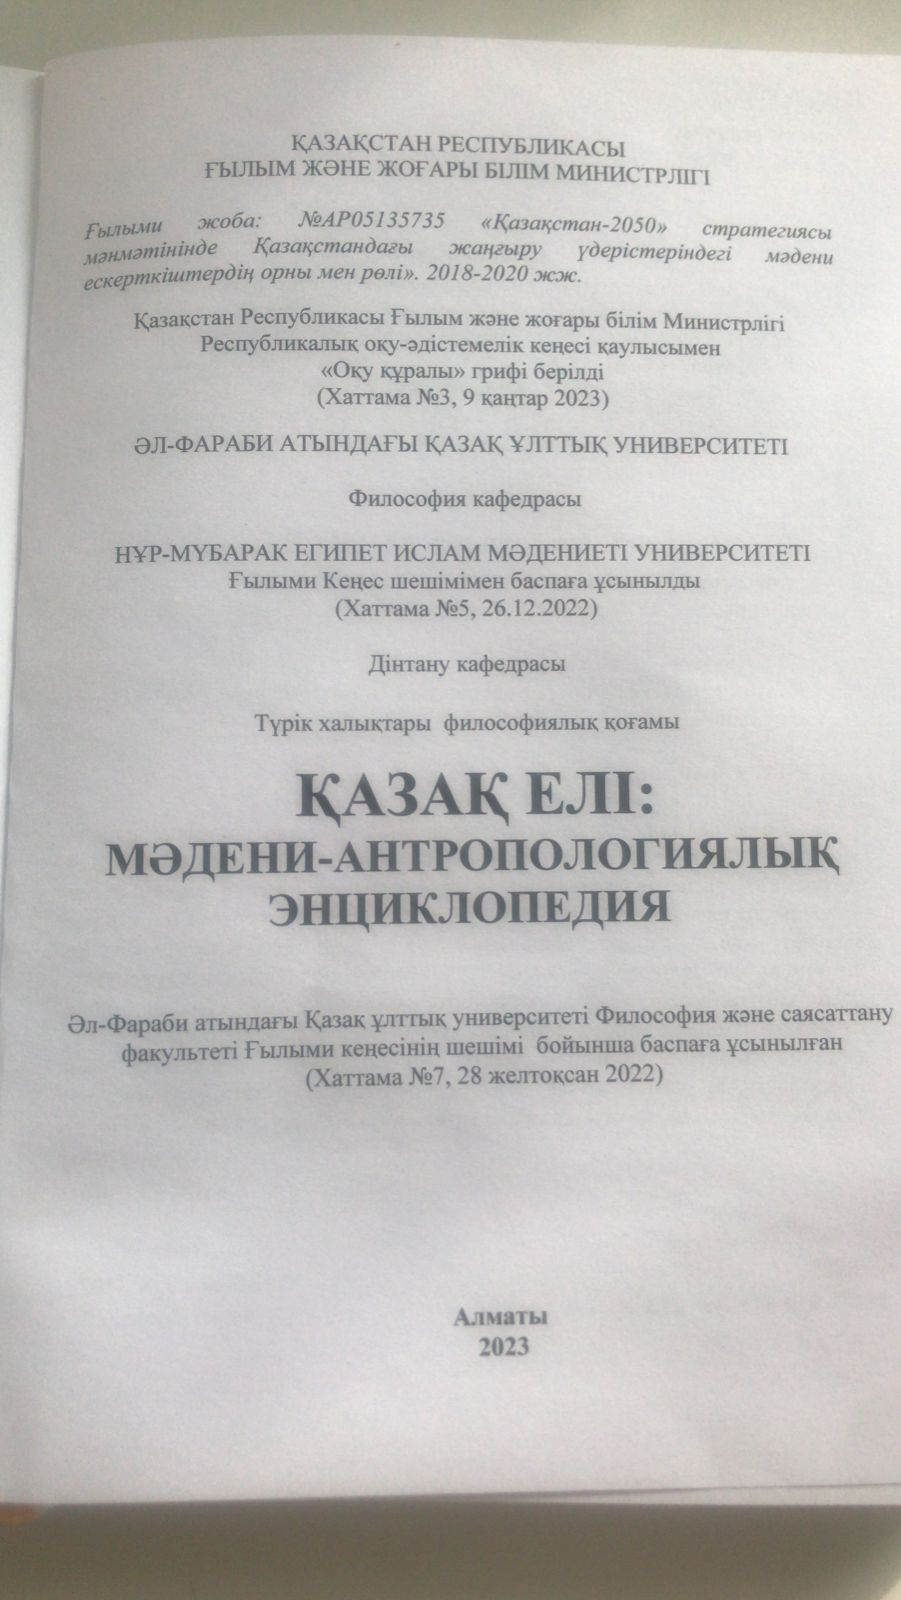 ҚАЗАҚСТАН РЕСПУБЛИКАСЫ
ҒЫЛЫМ ЖӘНЕ ЖОҒАРЫ БІЛІМ МИНИСТРЛІГІ
Ғылыми жоба: №АР05135735 «Қазақстан-2050» стратегиясы
мәнмәтінінде Қазақстандағы жаңғыру үдерістеріндегі мәдени
ескерткіштердің орны мен рөлі». 2018-2020 жж.
Қазақстан Республикасы Ғылым және жоғары білім Министрлігі
Республикалық оқу-әдістемелік кеңесі қаулысымен
«Оқу құралы» грифі берілді
(Хаттама №3, 9 қаңтар 2023)
ӘЛ-ФАРАБИ АТЫНДАҒЫ ҚАЗАҚ ҰЛТТЫҚ УНИВЕРСИТЕТІ
Философия кафедрасы
НҰР-МҮБАРАК ЕГИПЕТ ИСЛАМ МӘДЕНИЕТІ УНИВЕРСИТЕТІ
Ғылыми Кеңес шешімімен баспаға ұсынылды
(Хаттама №5, 26.12.2022)
Дінтану кафедрасы
Түрік халықтары философиялық қоғамы
ҚАЗАҚ ЕЛІ:
МӘДЕНИ-АНТРОПОЛОГИЯЛЫҚ
ЭНЦИКЛОПЕДИЯ
Әл-Фараби атындағы Қазақ ұлттық университеті Философия және саясаттану
факультеті Ғылыми кеңесінің шешімі бойынша баспаға ұсынылған
(Хаттама №7, 28 желтоқсан 2022)
Алматы
2023